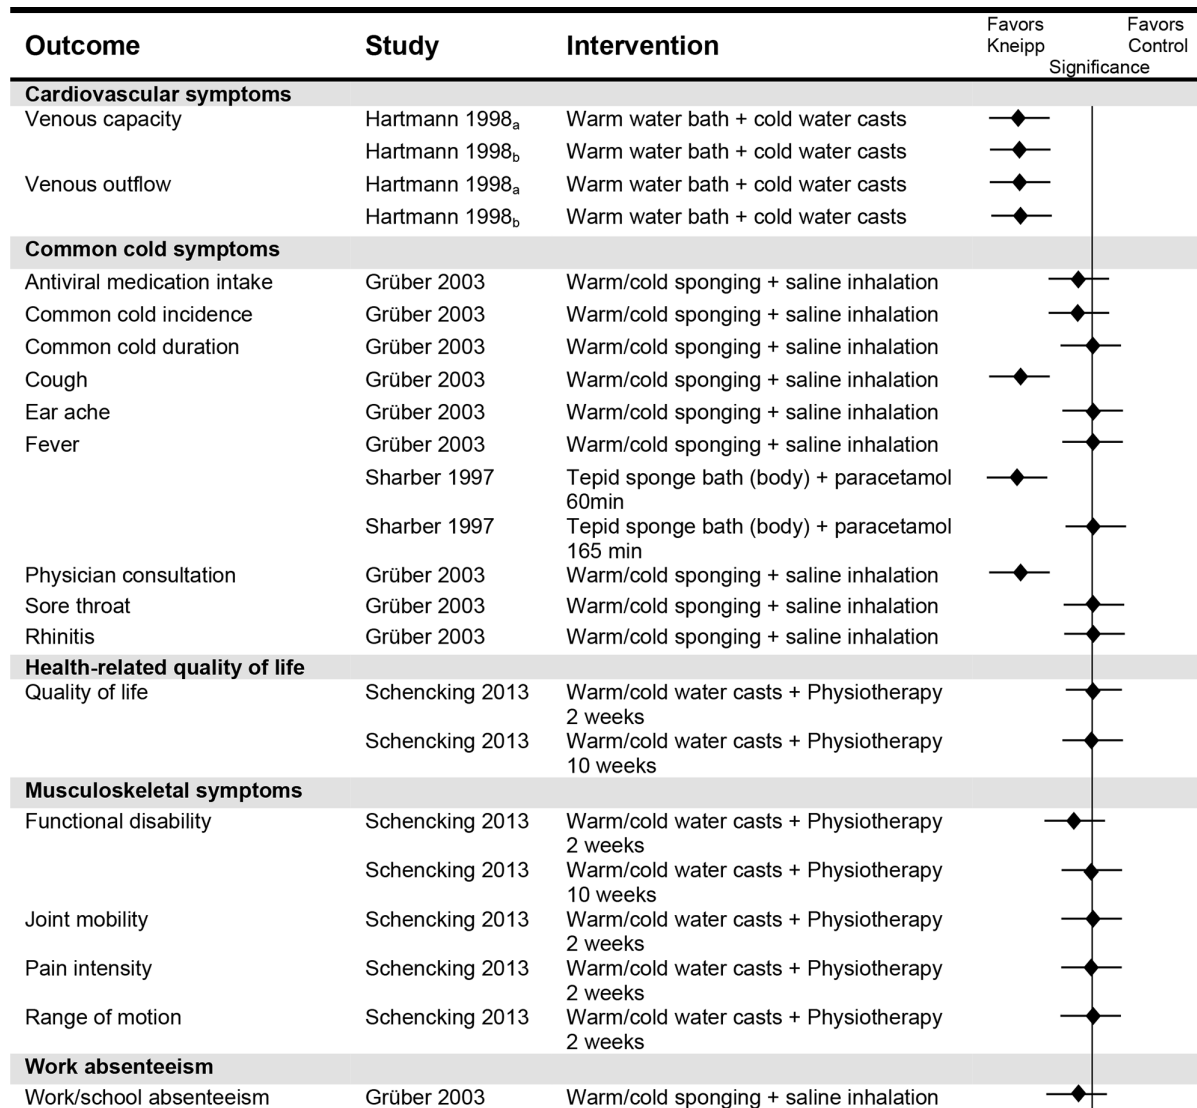 Outcome Study Intervention Favors Kneipp Favors Control
Significance
Cardiovascular symptoms
Venous capacity Hartmann 1998a Warm water bath + cold water casts
Hartmann 1998b Warm water bath + cold water casts
Venous outflow Hartmann 1998a Warm water bath + cold water casts
Hartmann 1998b Warm water bath + cold water casts
Common cold symptoms
Antiviral medication intake Grüber 2003 Warm/cold sponging + saline inhalation
Common cold incidence Grüber 2003 Warm/cold sponging + saline inhalation
Common cold duration Grüber 2003 Warm/cold sponging + saline inhalation
Cough Grüber 2003 Warm/cold sponging + saline inhalation
Ear ache Grüber 2003 Warm/cold sponging + saline inhalation
Fever Grüber 2003 Warm/cold sponging + saline inhalation
Sharber 1997 Tepid sponge bath (body) + paracetamol
60min
Sharber 1997 Tepid sponge bath (body) + paracetamol
165 min
Physician consultation Grüber 2003 Warm/cold sponging + saline inhalation
Sore throat Grüber 2003 Warm/cold sponging + saline inhalation
Rhinitis Grüber 2003 Warm/cold sponging + saline inhalation
Health-related quality of life
Quality of life Schencking 2013 Warm/cold water casts + Physiotherapy
2 weeks
Schencking 2013 Warm/cold water casts + Physiotherapy
10 weeks
Musculoskeletal symptoms
Functional disability Schencking 2013 Warm/cold water casts + Physiotherapy
2 weeks
Schencking 2013 Warm/cold water casts + Physiotherapy
10 weeks
Joint mobility Schencking 2013 Warm/cold water casts + Physiotherapy
2 weeks
Pain intensity Schencking 2013 Warm/cold water casts + Physiotherapy
2 weeks
Range of motion Schencking 2013 Warm/cold water casts + Physiotherapy
2 weeks
Work absenteeism
Work/school absenteeism Grüber 2003 Warm/cold sponging + saline inhalation